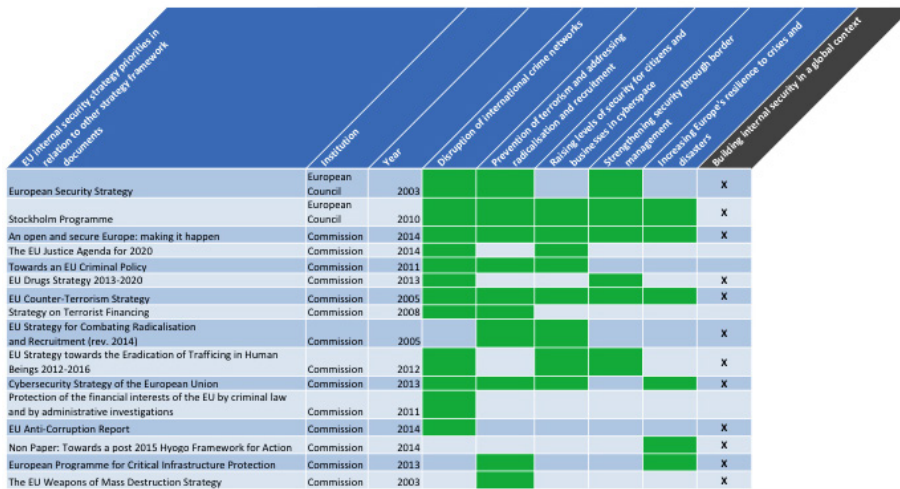 EU internal security strategy priorities in
relation to other strategy framework
documents
Institution
Year
Disruption of international crime networks
Prevention of terrorism and addressing
radicalisation and recruitment
Raising levels of security for citizens and
businesses in cyberspace
Strengthening security through border
management
Increasing Europe's resilience to crises and
disasters
Building internal security in a global context
European Security Strategy European Council 2003 X
Stockholm Programme European Council 2010 X
An open and secure Europe: making it happen Commission 2014 X
The EU Justice Agenda for 2020 Commission 2014
Towards an EU Criminal Policy Commission 2011
EU Drugs Strategy 2013-2020 Commission 2013 X
EU Counter-Terrorism Strategy Commission 2005 X
Strategy on Terrorist Financing Commission 2008
EU Strategy for Combating Radicalisation
and Recruitment (rev. 2014) Commission 2005 X
EU Strategy towards the Eradication of Trafficing in Human
Beings 2012-2016 Commission 2012 X
Cybersecurity Strategy of the European Union Commission 2013 X
Protection of the financial interests of the EU by criminal law
and by administrative investigations Commission 2011
EU Anti-Corruption Report Commission 2014 X
Non Paper: Towards a post 2015 Hyogo Framework for Action Commission 2014 X
European Programme for Critical Infrastructure Protection Commission 2013 X
The EU Weapons of Mass Destruction Strategy Commission 2003 X